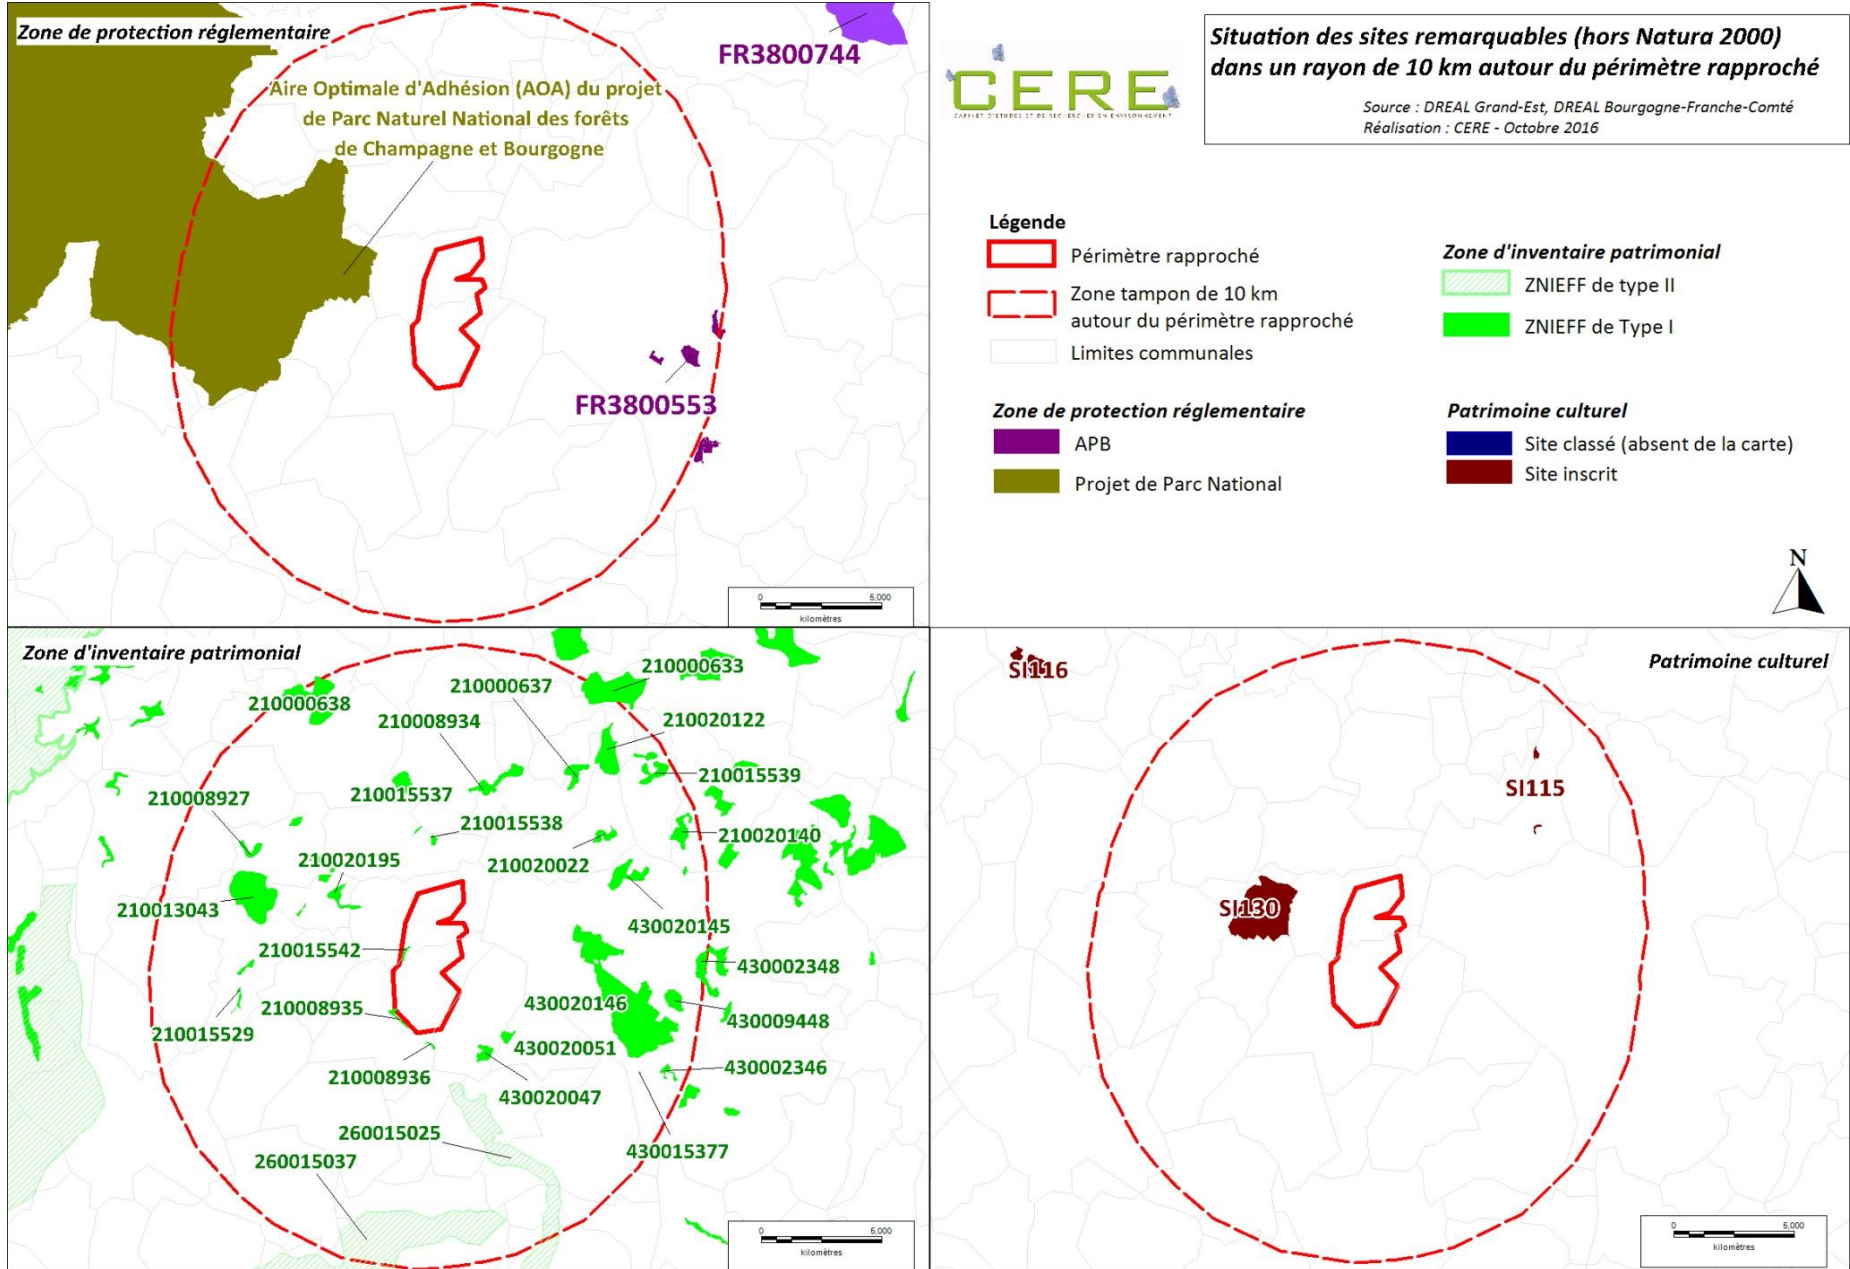 Zone de protection réglementaire
FR3800744
Aire Optimale d'Adhésion (AOA) du projet
de Parc Naturel National des forêts
de Champagne et Bourgogne
FR3800553
0 5,000
kilomètres
CERE
CABINET D'ETUDES ET DE RECHERCHES EN ENVIRONNEMENT
Situation des sites remarquables (hors Natura 2000)
dans un rayon de 10 km autour du périmètre rapproché
Source : DREAL Grand-Est, DREAL Bourgogne-Franche-Comté
Réalisation : CERE - Octobre 2016
Légende
Périmètre rapproché
Zone tampon de 10 km
autour du périmètre rapproché
Limites communales
Zone de protection réglementaire
APB
Projet de Parc National
Zone d'inventaire patrimonial
ZNIEFF de type II
ZNIEFF de Type I
Patrimoine culturel
Site classé (absent de la carte)
Site inscrit
N
Zone d'inventaire patrimonial
210000633
210000637
210000638
210008934
210020122
210015539
210008927
210015537
210015538
210020140
210020022
210020195
210013043
430020145
210015542
430002348
430020146
210008935
430009448
210015529
430020051
430002346
210008936
430020047
260015025
430015377
260015037
0 5,000
kilomètres
Patrimoine culturel
SI116
SI115
SI130
0 5,000
kilomètres